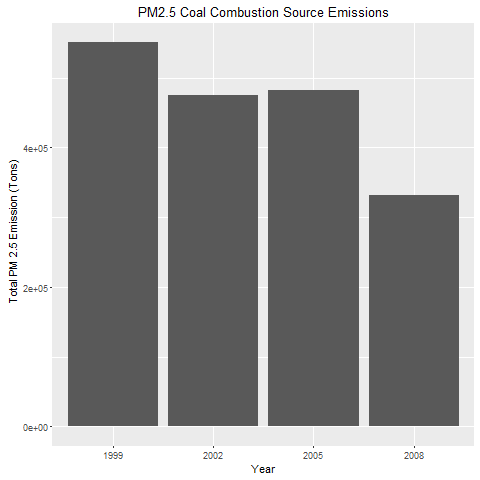 PM2.5 Coal Combustion Source Emissions
Total PM 2.5 Emission (Tons)
4e+05
2e+05
0e+00
1999 2002 2005 2008
Year